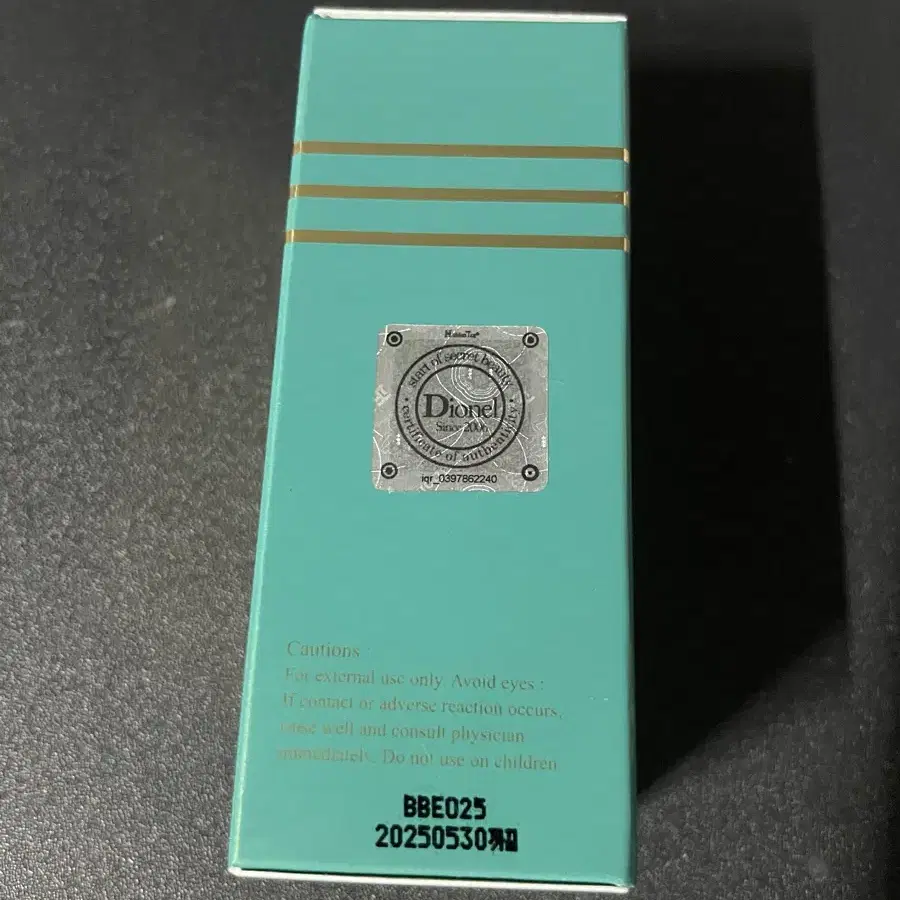 HiddenTag®
start of secret beauty
Dionel
Since 2006
certificate of authenticity
iqr_0397862240
Cautions :
For external use only. Avoid eyes :
If contact or adverse reaction occurs,
rinse well and consult physician
immediately. Do not use on children
BBE025
20250530까지